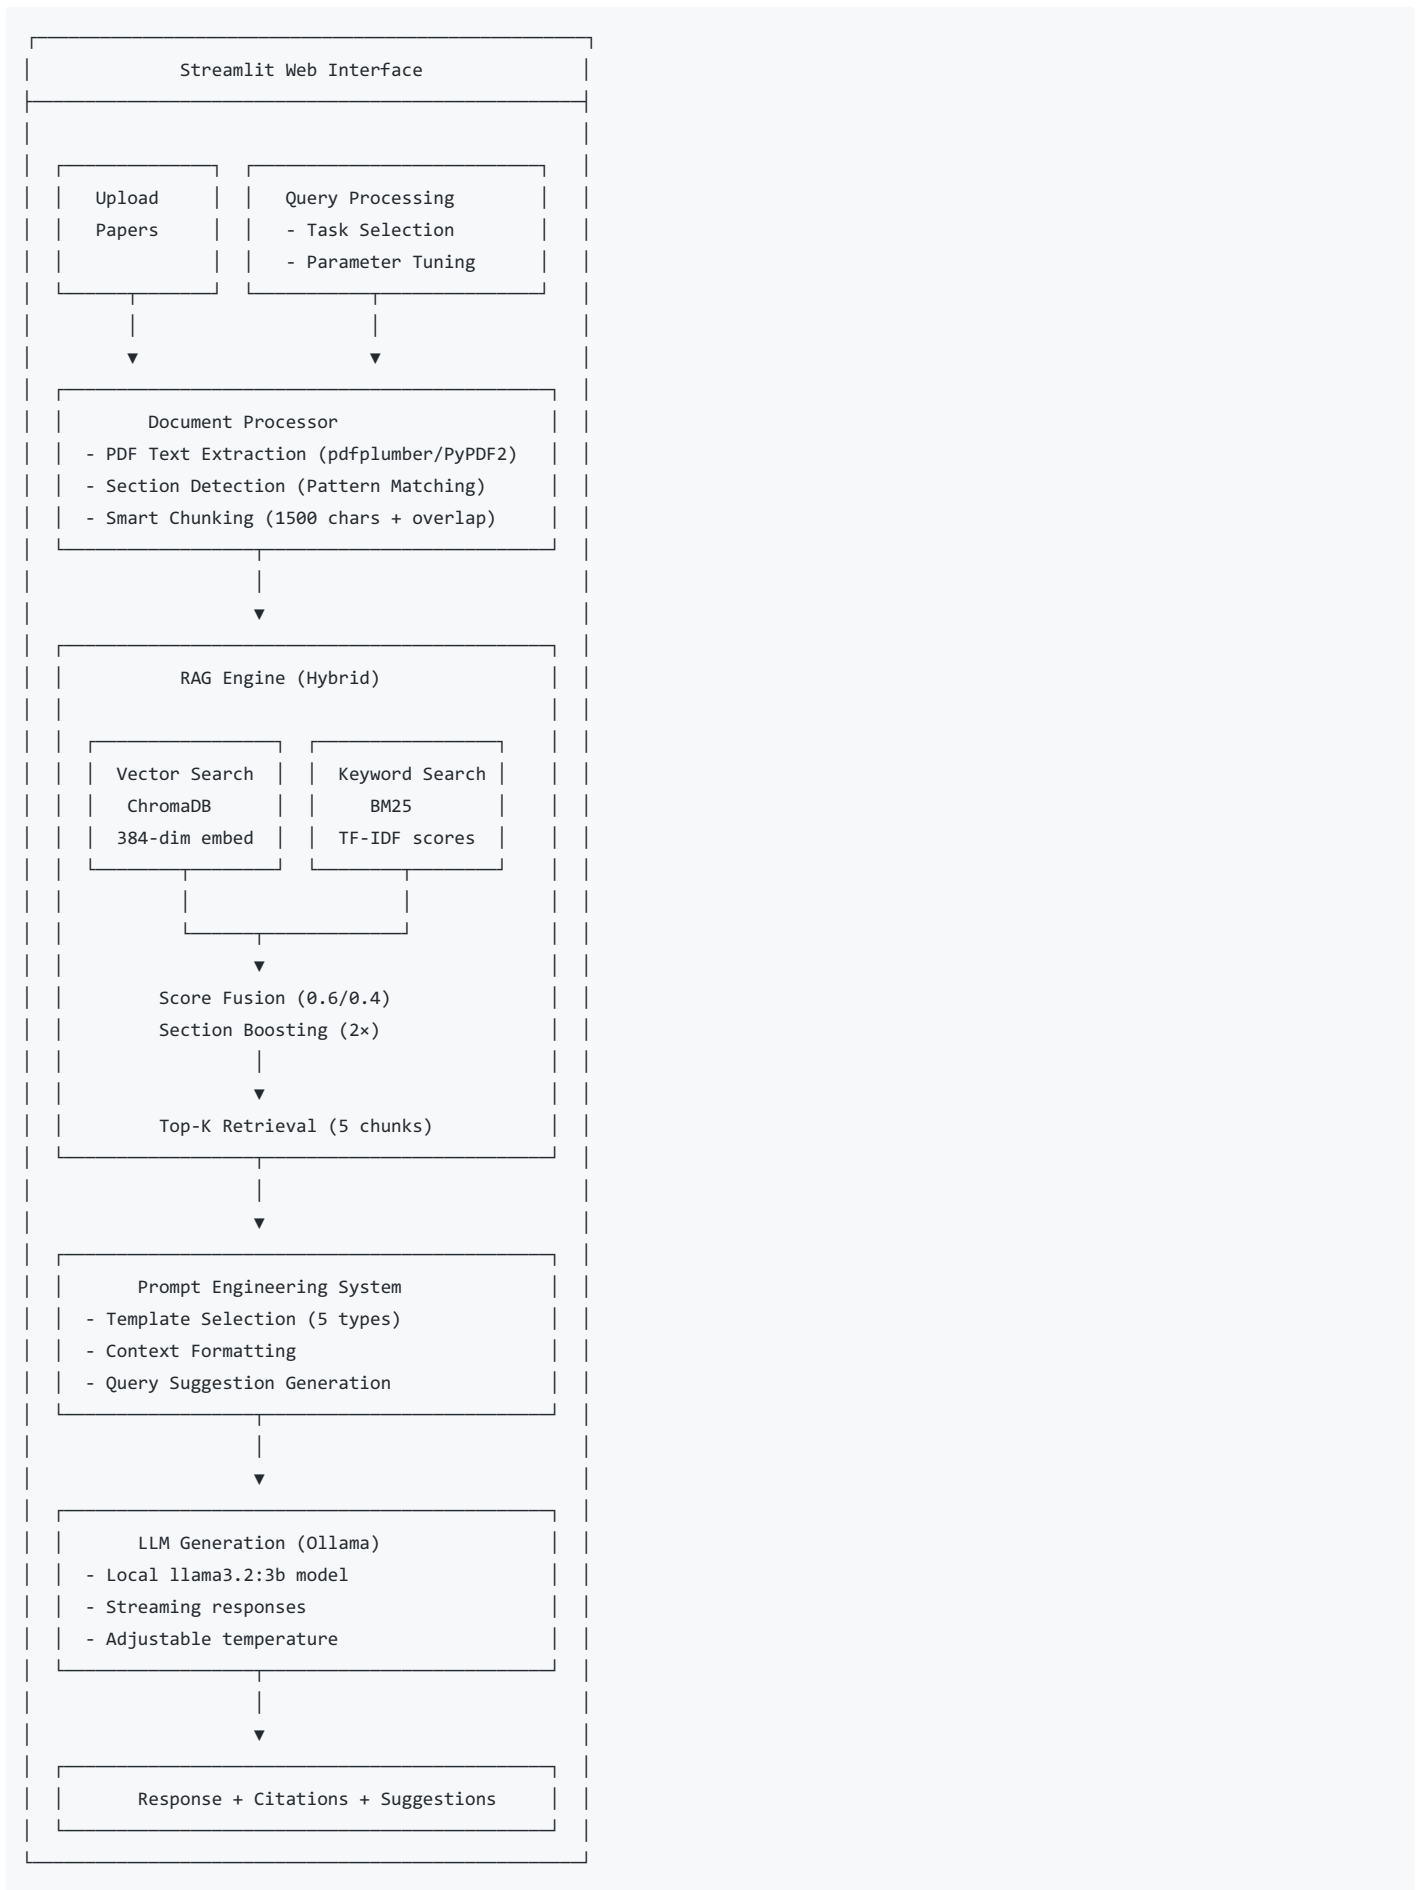 Streamlit Web Interface
Upload Query Processing
Papers - Task Selection
- Parameter Tuning
Document Processor
- PDF Text Extraction (pdfplumber/PyPDF2)
- Section Detection (Pattern Matching)
- Smart Chunking (1500 chars + overlap)
RAG Engine (Hybrid)
Vector Search Keyword Search
ChromaDB BM25
384-dim embed TF-IDF scores
Score Fusion (0.6/0.4)
Section Boosting (2×)
Top-K Retrieval (5 chunks)
Prompt Engineering System
- Template Selection (5 types)
- Context Formatting
- Query Suggestion Generation
LLM Generation (Ollama)
- Local llama3.2:3b model
- Streaming responses
- Adjustable temperature
Response + Citations + Suggestions